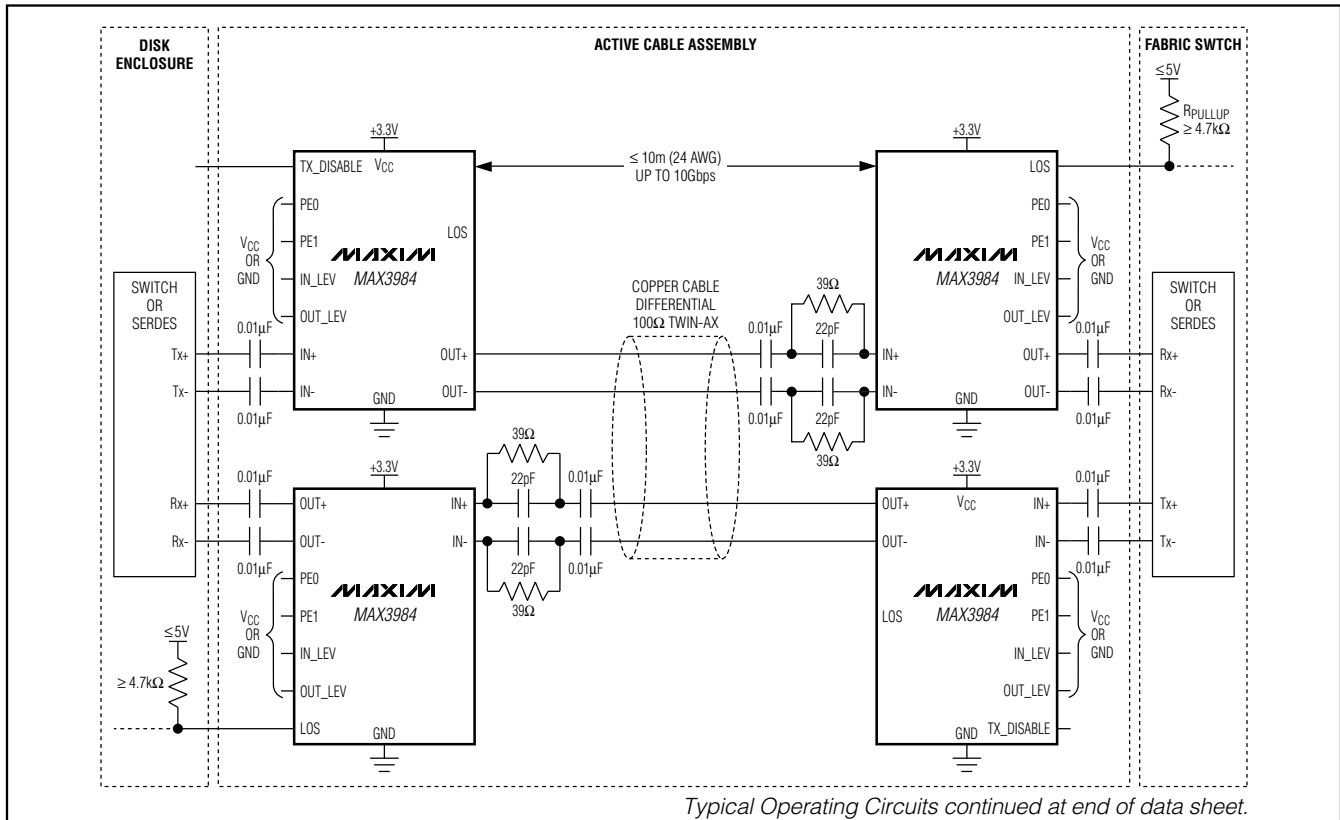 DISK
ENCLOSURE
ACTIVE CABLE ASSEMBLY
FABRIC SWTCH
≤5V
RPULLUP
≥ 4.7kΩ
+3.3V
TX_DISABLE
VCC
PE0
PE1
IN_LEV
OUT_LEV
VCC
OR
GND
LOS
MAXIM
MAX3984
IN+
IN-
OUT+
OUT-
GND
SWITCH
OR
SERDES
Tx+
Tx-
0.01µF
0.01µF
≤ 10m (24 AWG)
UP TO 10Gbps
COPPER CABLE
DIFFERENTIAL
100Ω TWIN-AX
39Ω
0.01µF
22pF
0.01µF
22pF
39Ω
+3.3V
LOS
PE0
PE1
IN_LEV
OUT_LEV
VCC
OR
GND
MAXIM
MAX3984
IN+
IN-
OUT+
OUT-
GND
0.01µF
0.01µF
SWITCH
OR
SERDES
Rx+
Rx-
Rx+
Rx-
0.01µF
0.01µF
+3.3V
OUT+
OUT-
IN+
IN-
PE0
PE1
IN_LEV
OUT_LEV
LOS
VCC
OR
GND
MAXIM
MAX3984
GND
≤5V
≥ 4.7kΩ
39Ω
22pF
0.01µF
22pF
0.01µF
39Ω
+3.3V
VCC
OUT+
OUT-
IN+
IN-
MAXIM
MAX3984
LOS
PE0
PE1
IN_LEV
OUT_LEV
TX_DISABLE
VCC
OR
GND
GND
0.01µF
0.01µF
Tx+
Tx-
Typical Operating Circuits continued at end of data sheet.